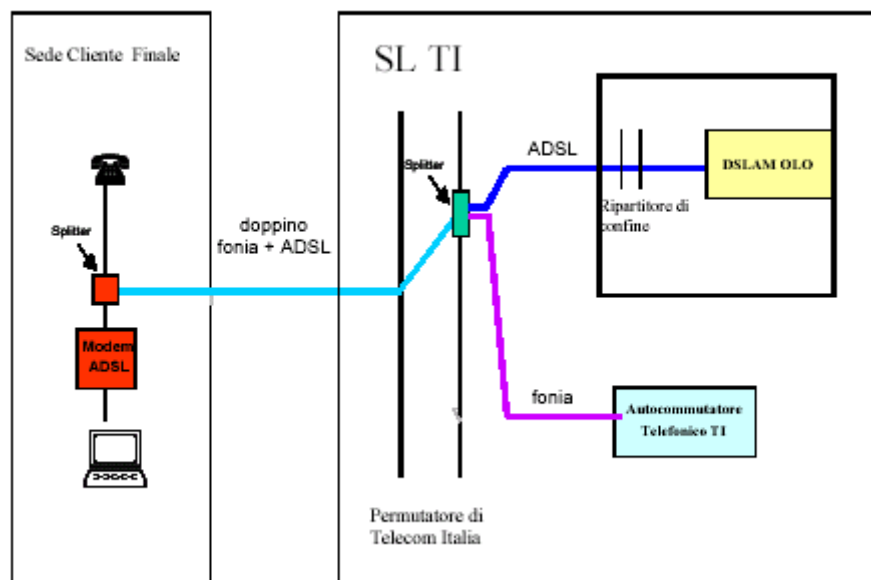 Sede Cliente Finale
SL TI
Splitter
ADSL
DSLAM OLO
Splitter
doppino
fonia + ADSL
Ripartitore di
confine
Modem
ADSL
fonia
Autocommutatore
Telefonico TI
Permutatore di
Telecom Italia